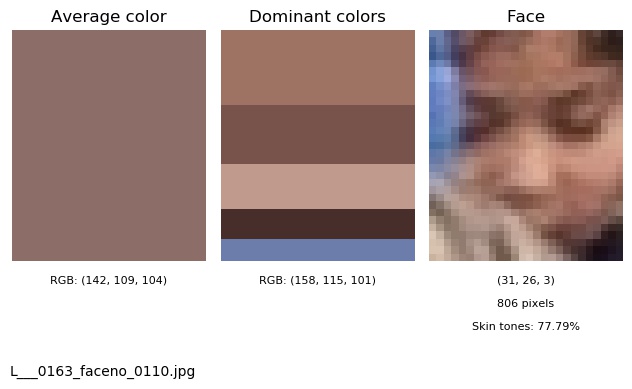 Average color
Dominant colors
Face
RGB: (142, 109, 104)
RGB: (158, 115, 101)
(31, 26, 3)
806 pixels
Skin tones: 77.79%
L___0163_faceno_0110.jpg